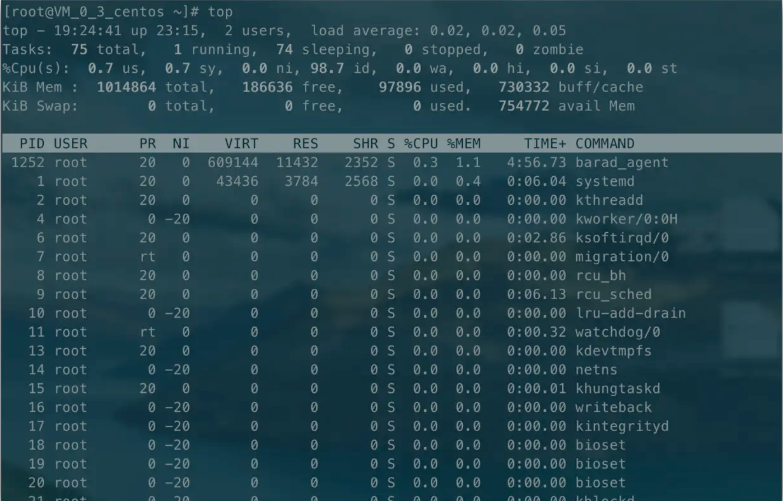 [root@VM_0_3_centos ~]# top
top - 19:24:41 up 23:15,  2 users,  load average: 0.02, 0.02, 0.05
Tasks:  75 total,   1 running,  74 sleeping,   0 stopped,   0 zombie
%Cpu(s):  0.7 us,  0.7 sy,  0.0 ni, 98.7 id,  0.0 wa,  0.0 hi,  0.0 si,  0.0 st
KiB Mem :  1014864 total,   186636 free,    97896 used,   730332 buff/cache
KiB Swap:        0 total,        0 free,        0 used.   754772 avail Mem
PID USER      PR  NI    VIRT    RES    SHR S %CPU %MEM     TIME+ COMMAND
1252 root      20   0  609144  11432   2352 S  0.3  1.1   4:56.73 barad_agent
1 root      20   0   43436   3784   2568 S  0.0  0.4   0:06.04 systemd
2 root      20   0       0      0      0 S  0.0  0.0   0:00.00 kthreadd
4 root       0 -20       0      0      0 S  0.0  0.0   0:00.00 kworker/0:0H
6 root      20   0       0      0      0 S  0.0  0.0   0:02.86 ksoftirqd/0
7 root      rt   0       0      0      0 S  0.0  0.0   0:00.00 migration/0
8 root      20   0       0      0      0 S  0.0  0.0   0:00.00 rcu_bh
9 root      20   0       0      0      0 S  0.0  0.0   0:06.13 rcu_sched
10 root       0 -20       0      0      0 S  0.0  0.0   0:00.00 lru-add-drain
11 root      rt   0       0      0      0 S  0.0  0.0   0:00.32 watchdog/0
13 root      20   0       0      0      0 S  0.0  0.0   0:00.00 kdevtmpfs
14 root       0 -20       0      0      0 S  0.0  0.0   0:00.00 netns
15 root      20   0       0      0      0 S  0.0  0.0   0:00.01 khungtaskd
16 root       0 -20       0      0      0 S  0.0  0.0   0:00.00 writeback
17 root       0 -20       0      0      0 S  0.0  0.0   0:00.00 kintegrityd
18 root       0 -20       0      0      0 S  0.0  0.0   0:00.00 bioset
19 root       0 -20       0      0      0 S  0.0  0.0   0:00.00 bioset
20 root       0 -20       0      0      0 S  0.0  0.0   0:00.00 bioset
21 root       0 -20       0      0      0 S  0.0  0.0   0:00.00 kblockd